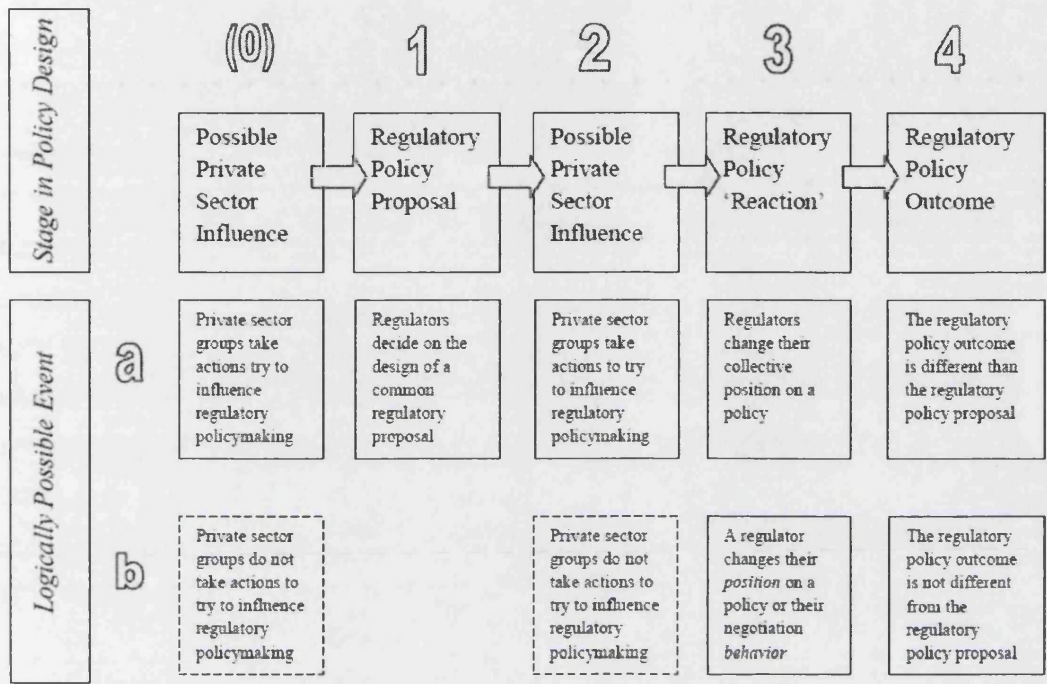 Stage in Policy Design
(0)
1
2
3
4
Possible
Private
Sector
Influence
Regulatory
Policy
Proposal
Possible
Private
Sector
Influence
Regulatory
Policy
‘Reaction’
Regulatory
Policy
Outcome
Logically Possible Event
a
Private sector
groups take
actions try to
influence
regulatory
policymaking
Regulators
decide on the
design of a
common
regulatory
proposal
Private sector
groups take
actions to try
to influence
regulatory
policymaking
Regulators
change their
collective
position on a
policy
The regulatory
policy outcome
is different than
the regulatory
policy proposal
b
Private sector
groups do not
take actions to
try to influence
regulatory
policymaking
Private sector
groups do not
take actions to
try to influence
regulatory
policymaking
A regulator
changes their
position on a
policy or their
negotiation
behavior
The regulatory
policy outcome
is not different
from the
regulatory
policy proposal